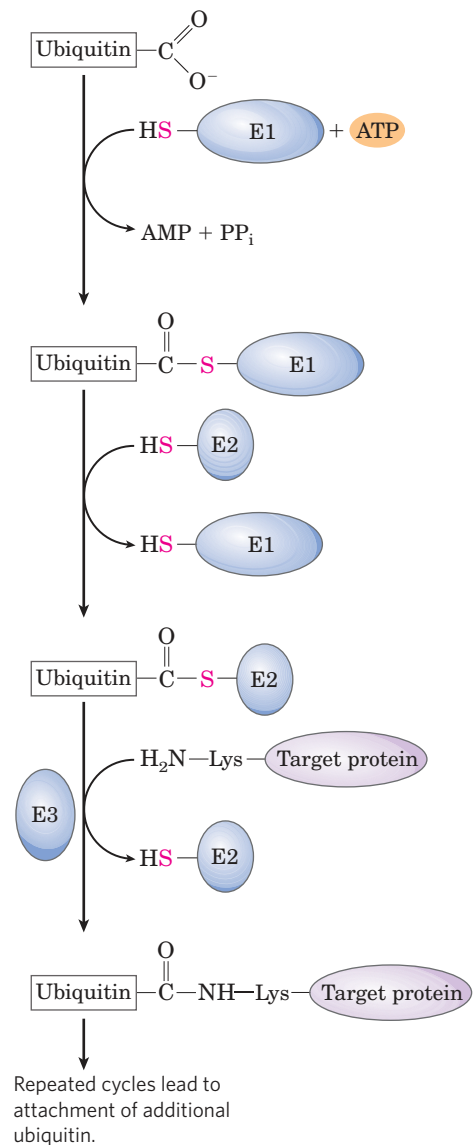 Ubiquitin C O O⁻
HS E1 + ATP
AMP + PPᵢ
O
Ubiquitin C S E1
HS E2
HS E1
O
Ubiquitin C S E2
H₂N—Lys Target protein
E3
HS E2
O
Ubiquitin C—NH—Lys Target protein
Repeated cycles lead to
attachment of additional
ubiquitin.